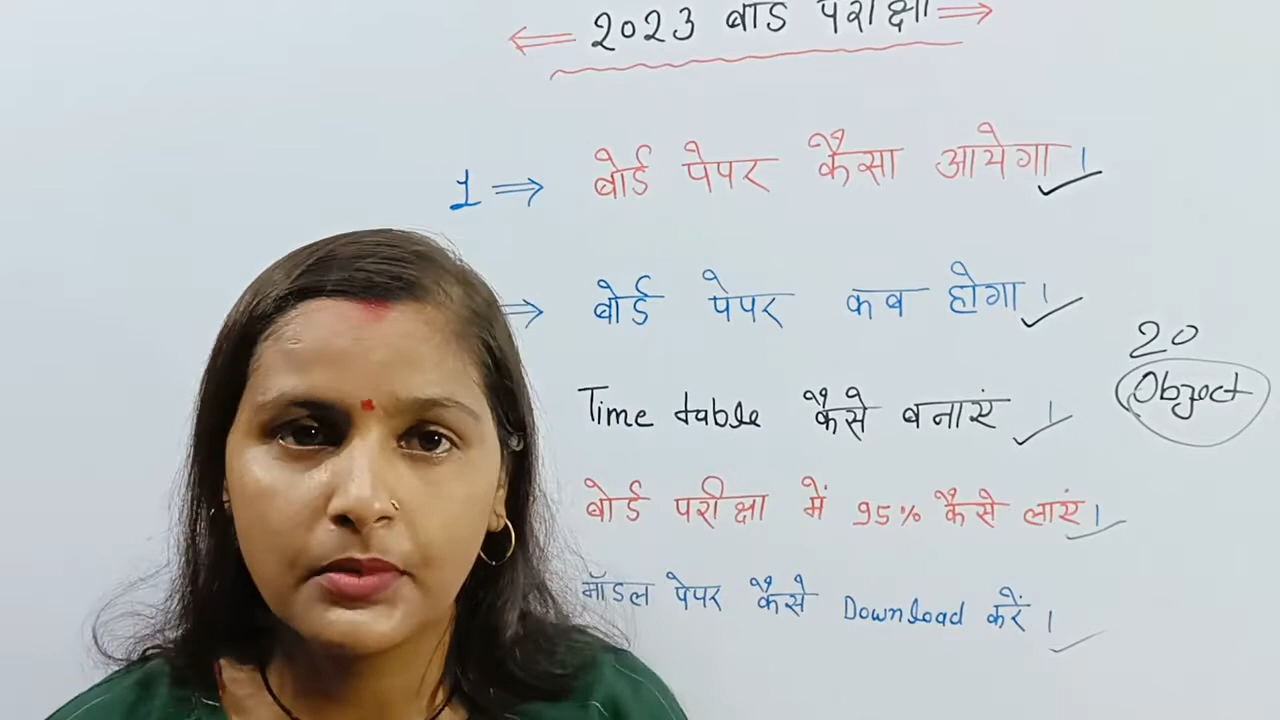 2023 बोर्ड परीक्षा
1 ⇒ बोर्ड पेपर कैसा आयेगा।
⇒ बोर्ड पेपर कब होगा।
20
Object
Time table कैसे बनाएं।
बोर्ड परीक्षा में 95% कैसे लाएं।
मॉडल पेपर कैसे Download करें।